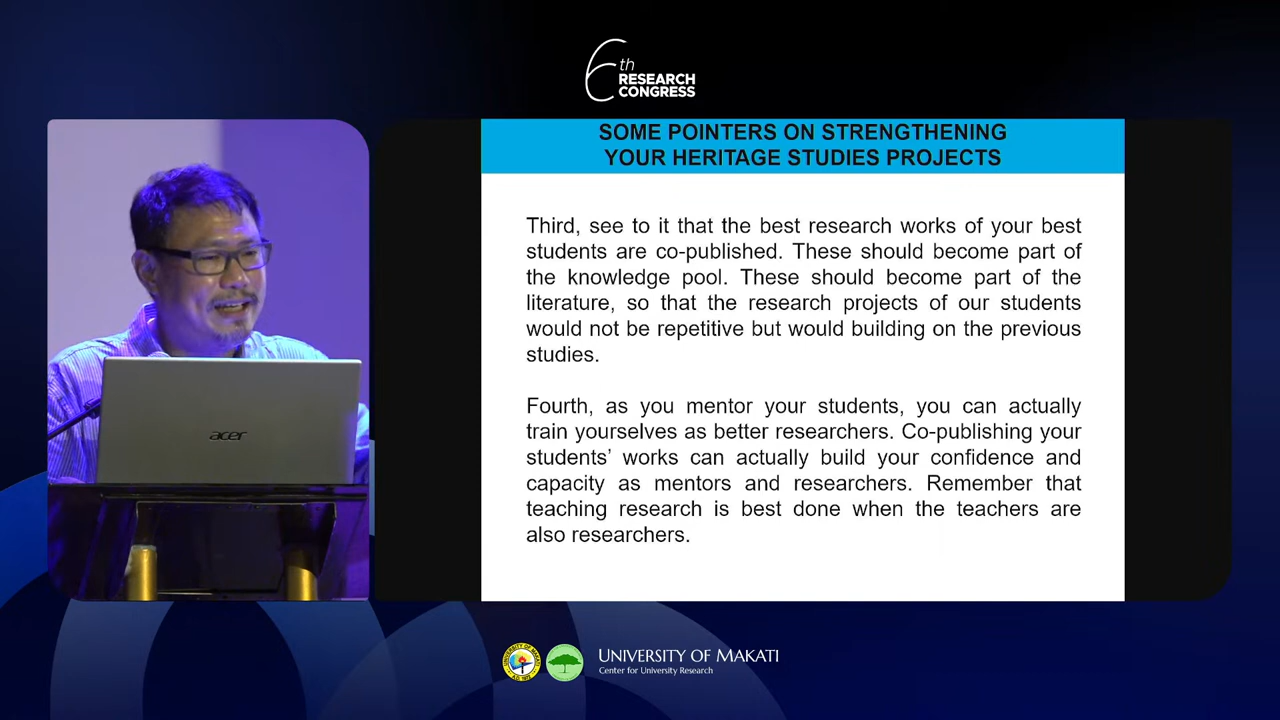 6th
RESEARCH
CONGRESS
SOME POINTERS ON STRENGTHENING
YOUR HERITAGE STUDIES PROJECTS
Third, see to it that the best research works of your best
students are co-published. These should become part of
the knowledge pool. These should become part of the
literature, so that the research projects of our students
would not be repetitive but would building on the previous
studies.
Fourth, as you mentor your students, you can actually
train yourselves as better researchers. Co-publishing your
students’ works can actually build your confidence and
capacity as mentors and researchers. Remember that
teaching research is best done when the teachers are
also researchers.
acer
UNIVERSITY OF MAKATI
Center for University Research